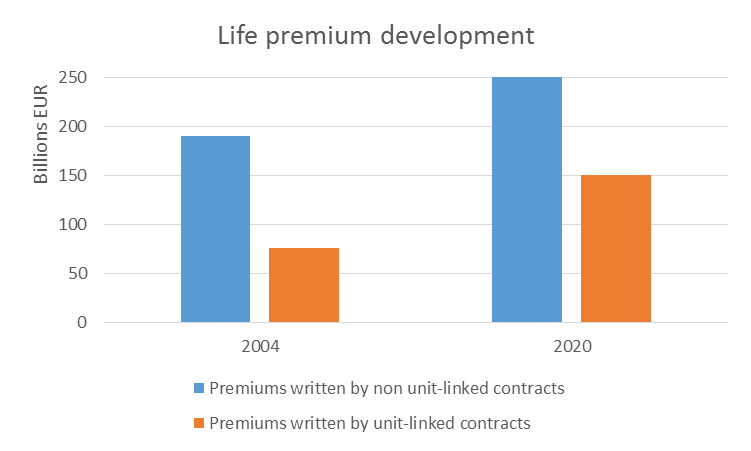 Life premium development
Billions EUR
250
200
150
100
50
0
2004 2020
Premiums written by non unit-linked contracts
Premiums written by unit-linked contracts